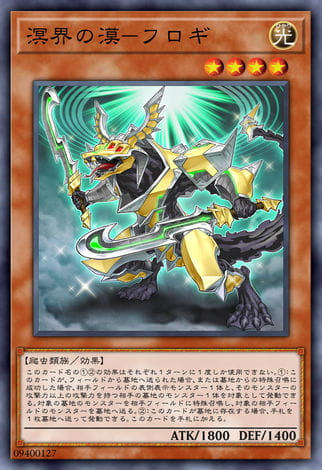 溟界の漠－フロギ
光
【爬虫類族／効果】
このカード名の①②の効果はそれぞれ1ターンに1度しか使用できない。①：こ
のカードが、フィールドから墓地へ送られた場合、または墓地からの特殊召喚に
成功した場合、相手フィールドの表側表示モンスター1体と、そのモンスターの
攻撃力以上の攻撃力を持つ相手の墓地のモンスター1体を対象として発動でき
る。対象の墓地のモンスターを相手フィールドに特殊召喚し、対象の相手フィー
ルドのモンスターを墓地へ送る。②：このカードが墓地に存在する場合、手札を
1枚墓地へ送って発動できる。このカードを手札に加える。
ATK/1800 DEF/1400
09400127